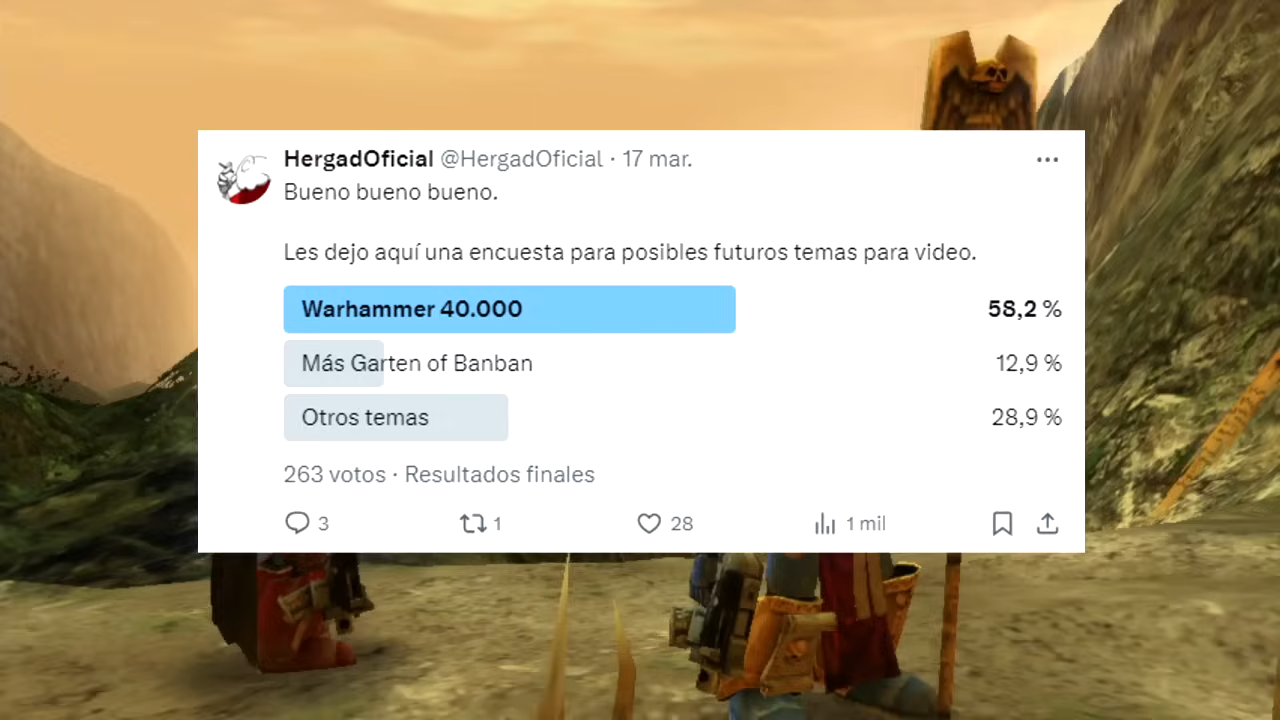 HergadOficial @HergadOficial · 17 mar.
Bueno bueno bueno.
Les dejo aquí una encuesta para posibles futuros temas para video.
Warhammer 40.000 58,2 %
Más Garten of Banban 12,9 %
Otros temas 28,9 %
263 votos · Resultados finales
3 1 28 1 mil